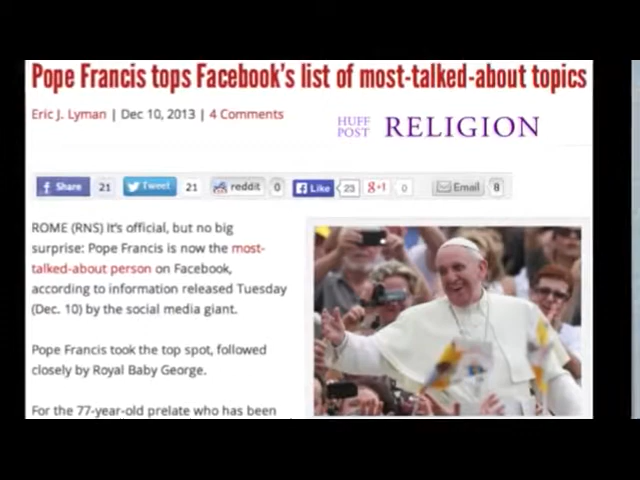 Pope Francis tops Facebook's list of most-talked-about topics
Eric J. Lyman | Dec 10, 2013 | 4 Comments
HUFF POST RELIGION
Share 21 Tweet 21 reddit 0 Like 23 g+1 0 Email 8
ROME (RNS) It's official, but no big
surprise: Pope Francis is now the most-
talked-about person on Facebook,
according to information released Tuesday
(Dec. 10) by the social media giant.
Pope Francis took the top spot, followed
closely by Royal Baby George.
For the 77-year-old prelate who has been